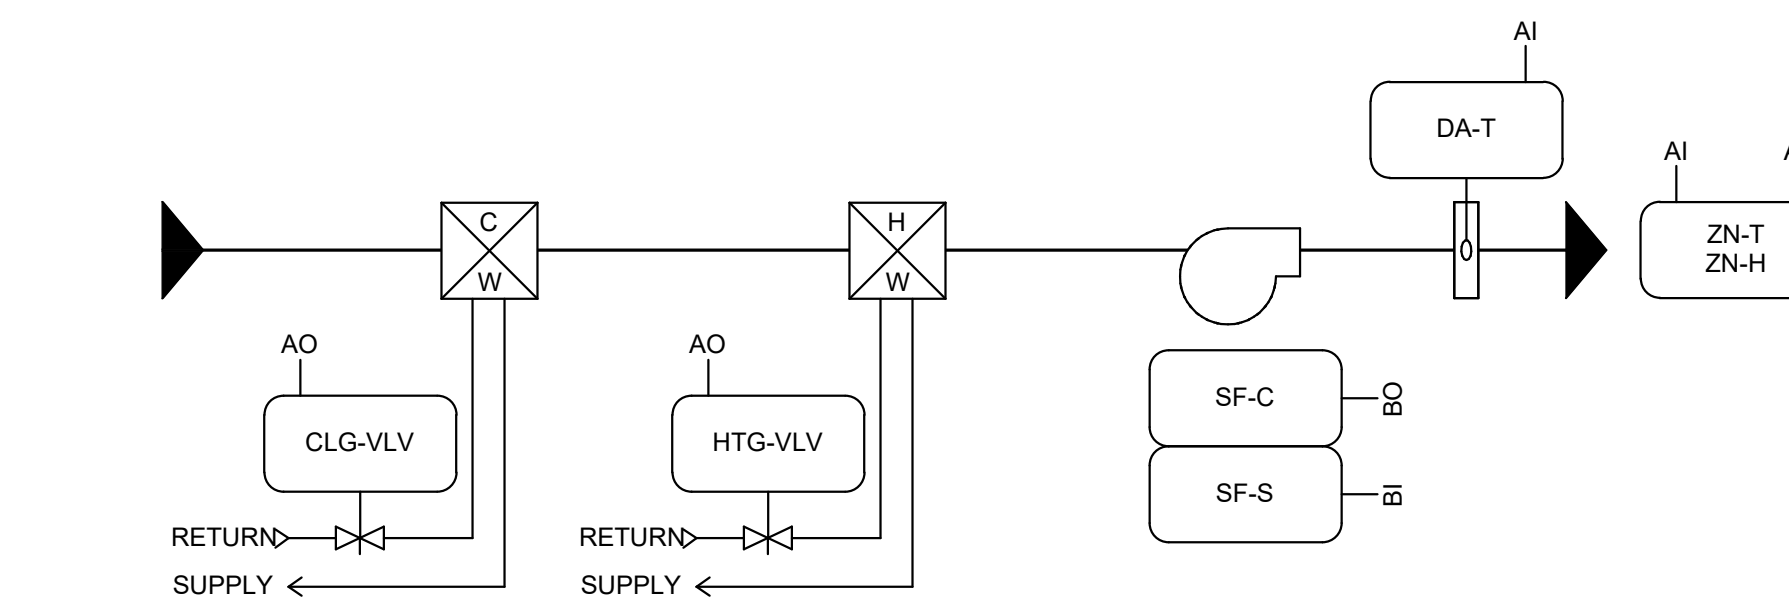 AI
DA-T
AI
ZN-T
ZN-H
C
W
H
W
AO
CLG-VLV
RETURN
SUPPLY
AO
HTG-VLV
RETURN
SUPPLY
SF-C
BO
SF-S
BI